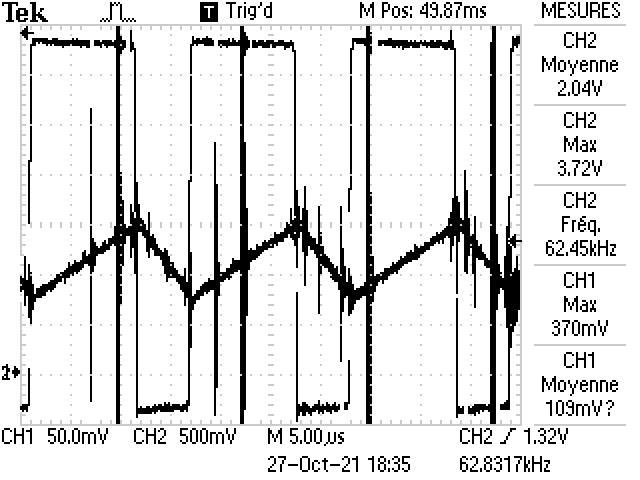 Tek T Trig'd M Pos: 49.87ms MESURES
CH2
Moyenne
2.04V
CH2
Max
3.72V
CH2
Fréq.
62.45kHz
CH1
Max
370mV
CH1
Moyenne
109mV?
2
CH1 50.0mV CH2 500mV M 5.00µs CH2 1.32V
27-Oct-21 18:35 62.8317kHz